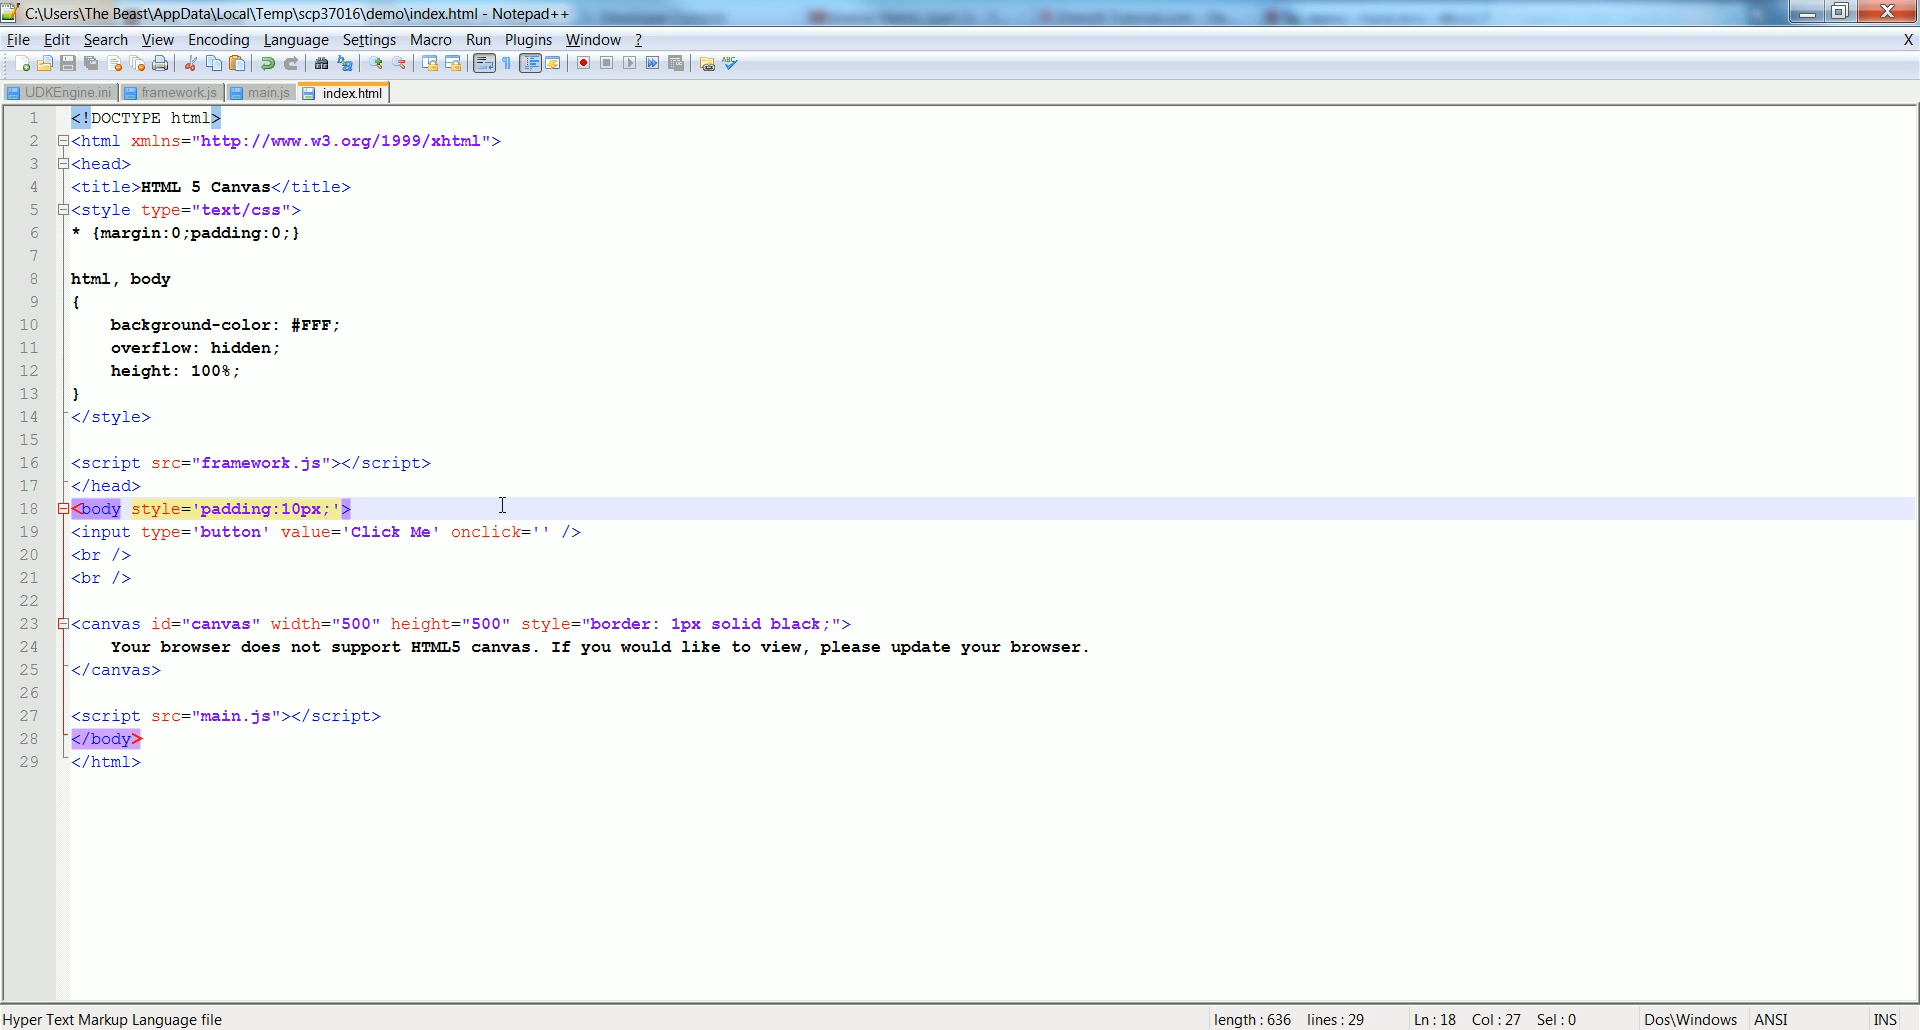 C:\Users\The Beast\AppData\Local\Temp\scp37016\demo\index.html - Notepad++
File Edit Search View Encoding Language Settings Macro Run Plugins Window ? X
UDKEngine.ini framework.js main.js index.html
1 <!DOCTYPE html>
2 <html xmlns="http://www.w3.org/1999/xhtml">
3 <head>
4 <title>HTML 5 Canvas</title>
5 <style type="text/css">
6 * {margin:0;padding:0;}
7
8 html, body
9 {
10 background-color: #FFF;
11 overflow: hidden;
12 height: 100%;
13 }
14 </style>
15
16 <script src="framework.js"></script>
17 </head>
18 <body style='padding:10px;'>
19 <input type='button' value='Click Me' onclick='' />
20 <br />
21 <br />
22
23 <canvas id="canvas" width="500" height="500" style="border: 1px solid black;">
24 Your browser does not support HTML5 canvas. If you would like to view, please update your browser.
25 </canvas>
26
27 <script src="main.js"></script>
28 </body>
29 </html>
Hyper Text Markup Language file length : 636 lines : 29 Ln : 18 Col : 27 Sel : 0 Dos\Windows ANSI INS